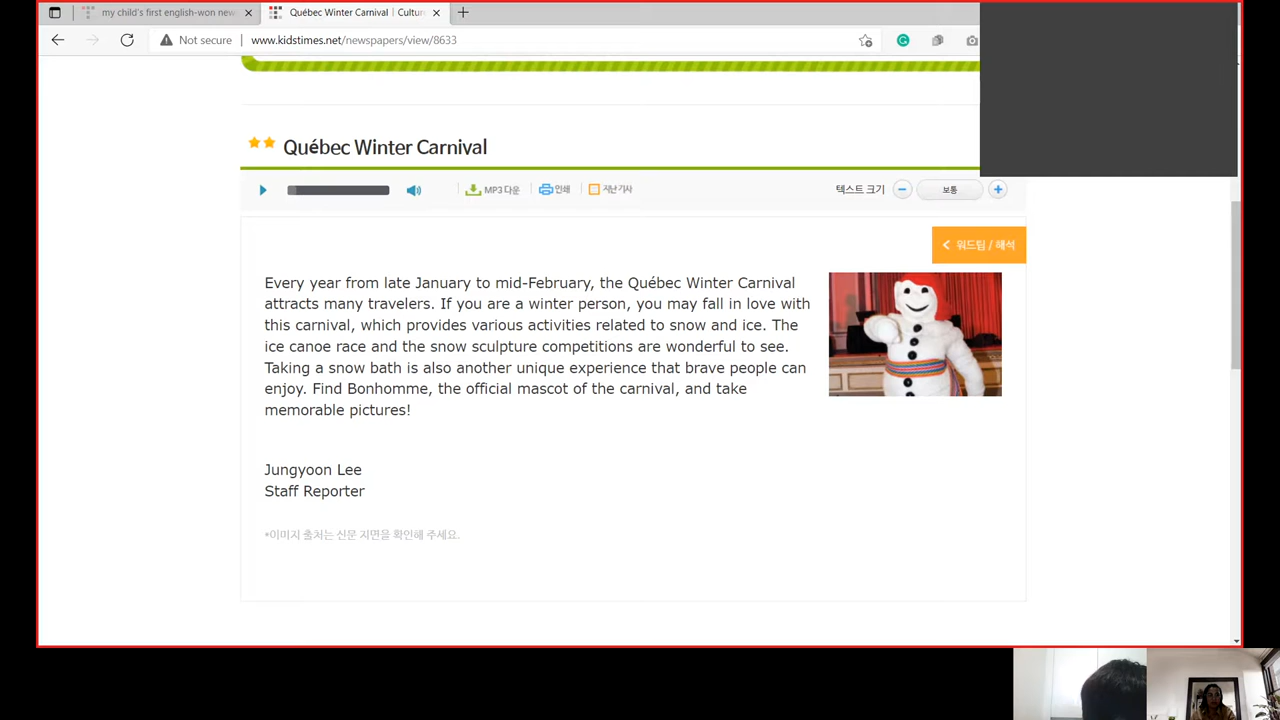 my child's first english-won new
Québec Winter Carnival | Cultur
Not secure
www.kidstimes.net/newspapers/view/8633
Québec Winter Carnival
MP3 다운
인쇄
지난 기사
텍스트 크기
보통
워드팁 / 해석
Every year from late January to mid-February, the Québec Winter Carnival
attracts many travelers. If you are a winter person, you may fall in love with
this carnival, which provides various activities related to snow and ice. The
ice canoe race and the snow sculpture competitions are wonderful to see.
Taking a snow bath is also another unique experience that brave people can
enjoy. Find Bonhomme, the official mascot of the carnival, and take
memorable pictures!
Jungyoon Lee
Staff Reporter
*이미지 출처는 신문 지면을 확인해 주세요.